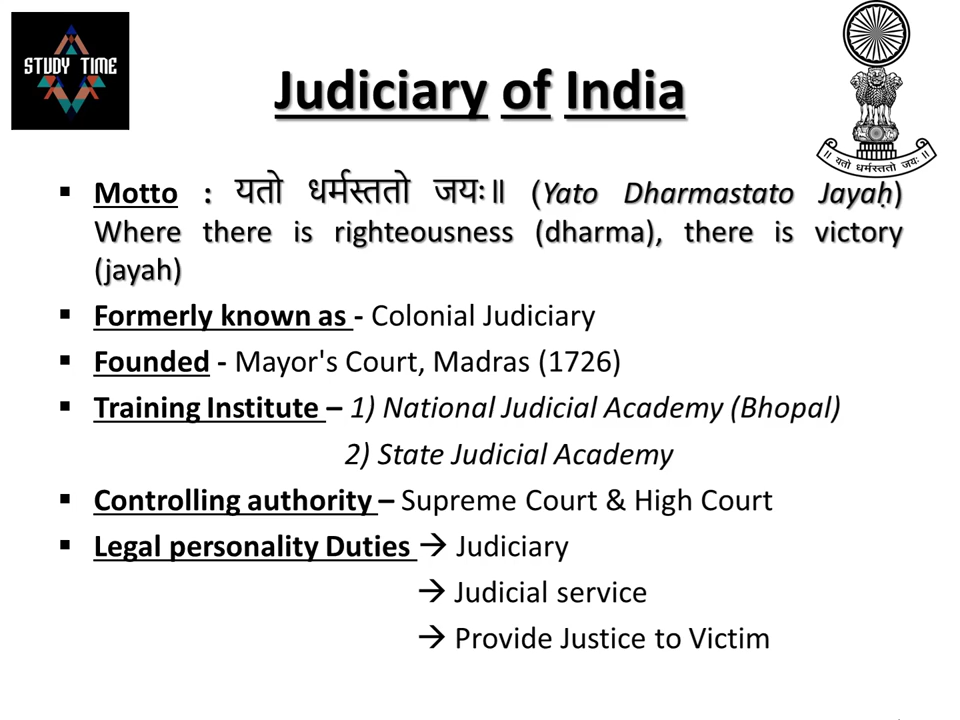 STUDY TIME
Judiciary of India
॥ यतो धर्मस्ततो जयः ॥
▪ Motto : यतो धर्मस्ततो जयः॥ (Yato Dharmastato Jayaḥ)
Where there is righteousness (dharma), there is victory
(jayah)
▪ Formerly known as - Colonial Judiciary
▪ Founded - Mayor's Court, Madras (1726)
▪ Training Institute – 1) National Judicial Academy (Bhopal)
2) State Judicial Academy
▪ Controlling authority – Supreme Court & High Court
▪ Legal personality Duties → Judiciary
→ Judicial service
→ Provide Justice to Victim